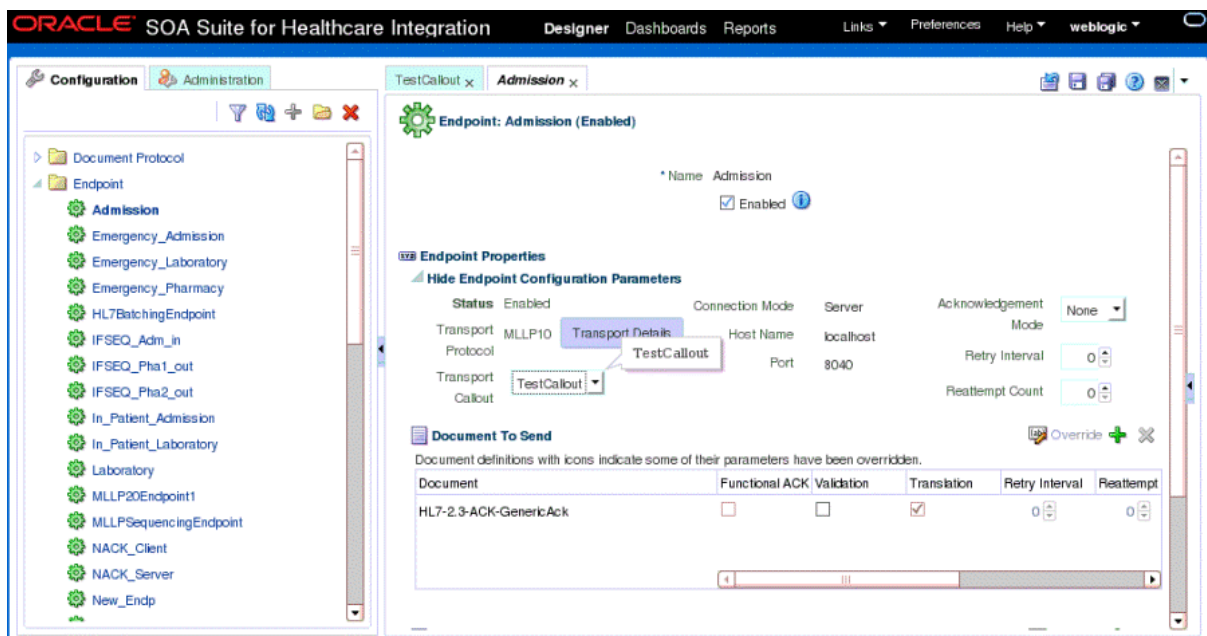 ORACLE SOA Suite for Healthcare Integration Designer Dashboards Reports Links Preferences Help weblogic
Configuration Administration
TestCallout Admission
Endpoint: Admission (Enabled)
Document Protocol
Endpoint
Admission
Emergency_Admission
Emergency_Laboratory
Emergency_Pharmacy
HL7BatchingEndpoint
IFSEQ_Adm_in
IFSEQ_Pha1_out
IFSEQ_Pha2_out
In_Patient_Admission
In_Patient_Laboratory
Laboratory
MLLP20Endpoint1
MLLPSequencingEndpoint
NACK_Client
NACK_Server
New_Endp
* Name Admission
Enabled
Endpoint Properties
Hide Endpoint Configuration Parameters
Status Enabled
Transport Protocol MLLP10 Transport Details
TestCallout
Transport Callout TestCallout
Connection Mode Server
Host Name localhost
Port 8040
Acknowledgement Mode None
Retry Interval 0
Reattempt Count 0
Document To Send
Override
Document definitions with icons indicate some of their parameters have been overridden.
Document Functional ACK Validation Translation Retry Interval Reattempt
HL7-2.3-ACK-GenericAck 0 0